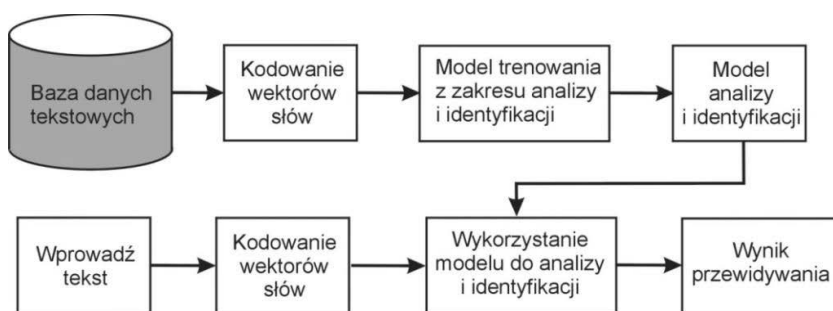 Baza danych
tekstowych
Kodowanie
wektorów
słów
Model trenowania
z zakresu analizy
i identyfikacji
Model
analizy
i identyfikacji
Wprowadź
tekst
Kodowanie
wektorów
słów
Wykorzystanie
modelu do analizy
i identyfikacji
Wynik
przewidywania